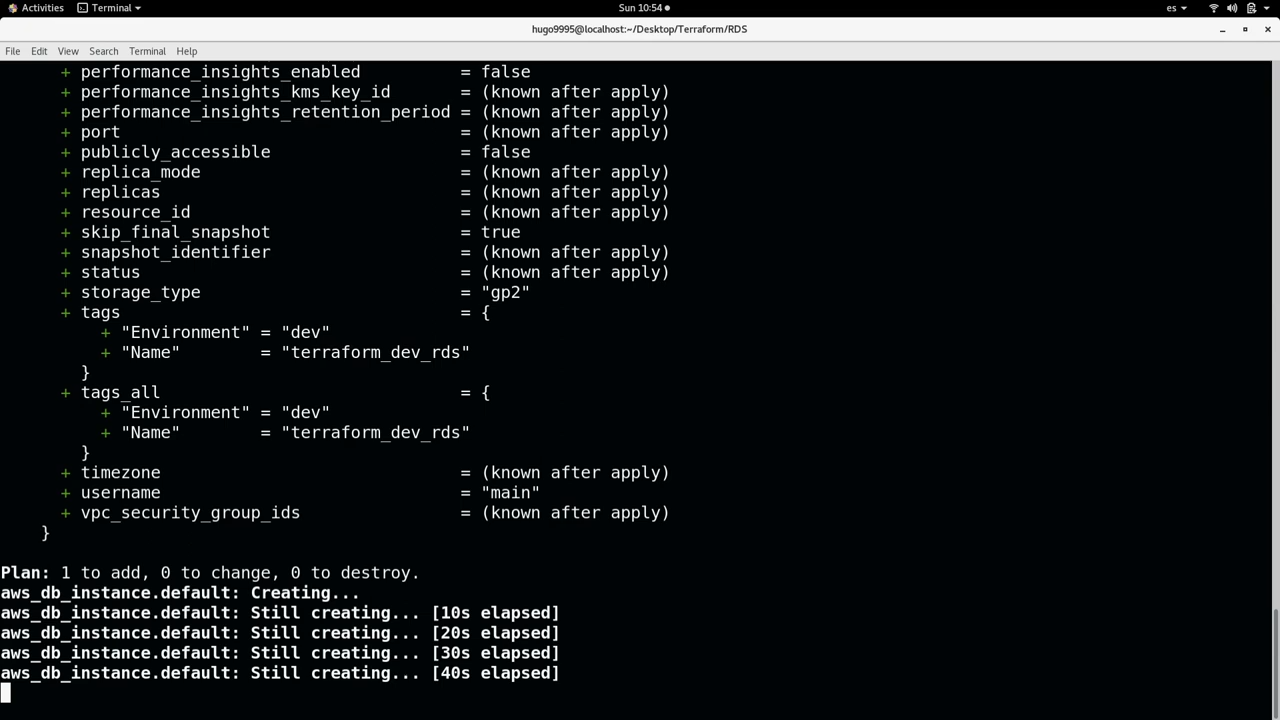 Activities Terminal Sun 10:54 es
hugo9995@localhost:~/Desktop/Terraform/RDS
File Edit View Search Terminal Help
+ performance_insights_enabled = false
+ performance_insights_kms_key_id = (known after apply)
+ performance_insights_retention_period = (known after apply)
+ port = (known after apply)
+ publicly_accessible = false
+ replica_mode = (known after apply)
+ replicas = (known after apply)
+ resource_id = (known after apply)
+ skip_final_snapshot = true
+ snapshot_identifier = (known after apply)
+ status = (known after apply)
+ storage_type = "gp2"
+ tags = {
+ "Environment" = "dev"
+ "Name" = "terraform_dev_rds"
}
+ tags_all = {
+ "Environment" = "dev"
+ "Name" = "terraform_dev_rds"
}
+ timezone = (known after apply)
+ username = "main"
+ vpc_security_group_ids = (known after apply)
}
Plan: 1 to add, 0 to change, 0 to destroy.
aws_db_instance.default: Creating...
aws_db_instance.default: Still creating... [10s elapsed]
aws_db_instance.default: Still creating... [20s elapsed]
aws_db_instance.default: Still creating... [30s elapsed]
aws_db_instance.default: Still creating... [40s elapsed]